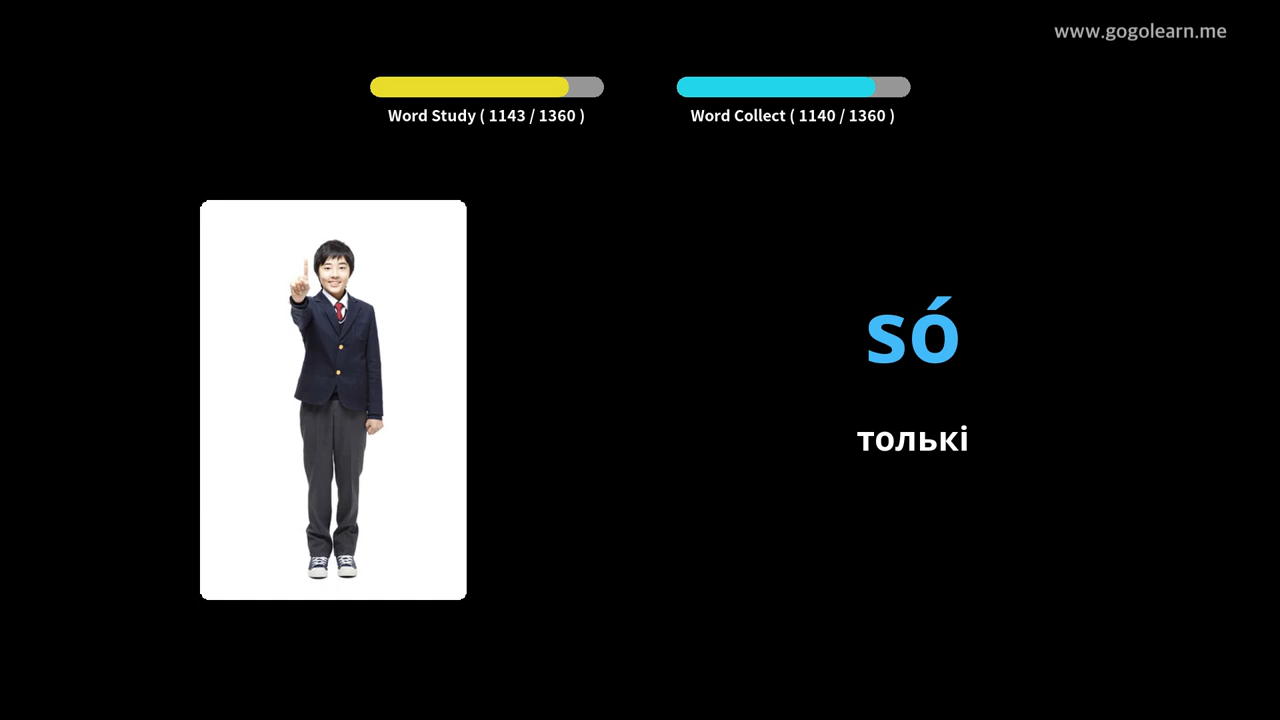 www.gogolearn.me
Word Study ( 1143 / 1360 )
Word Collect ( 1140 / 1360 )
só
толькі